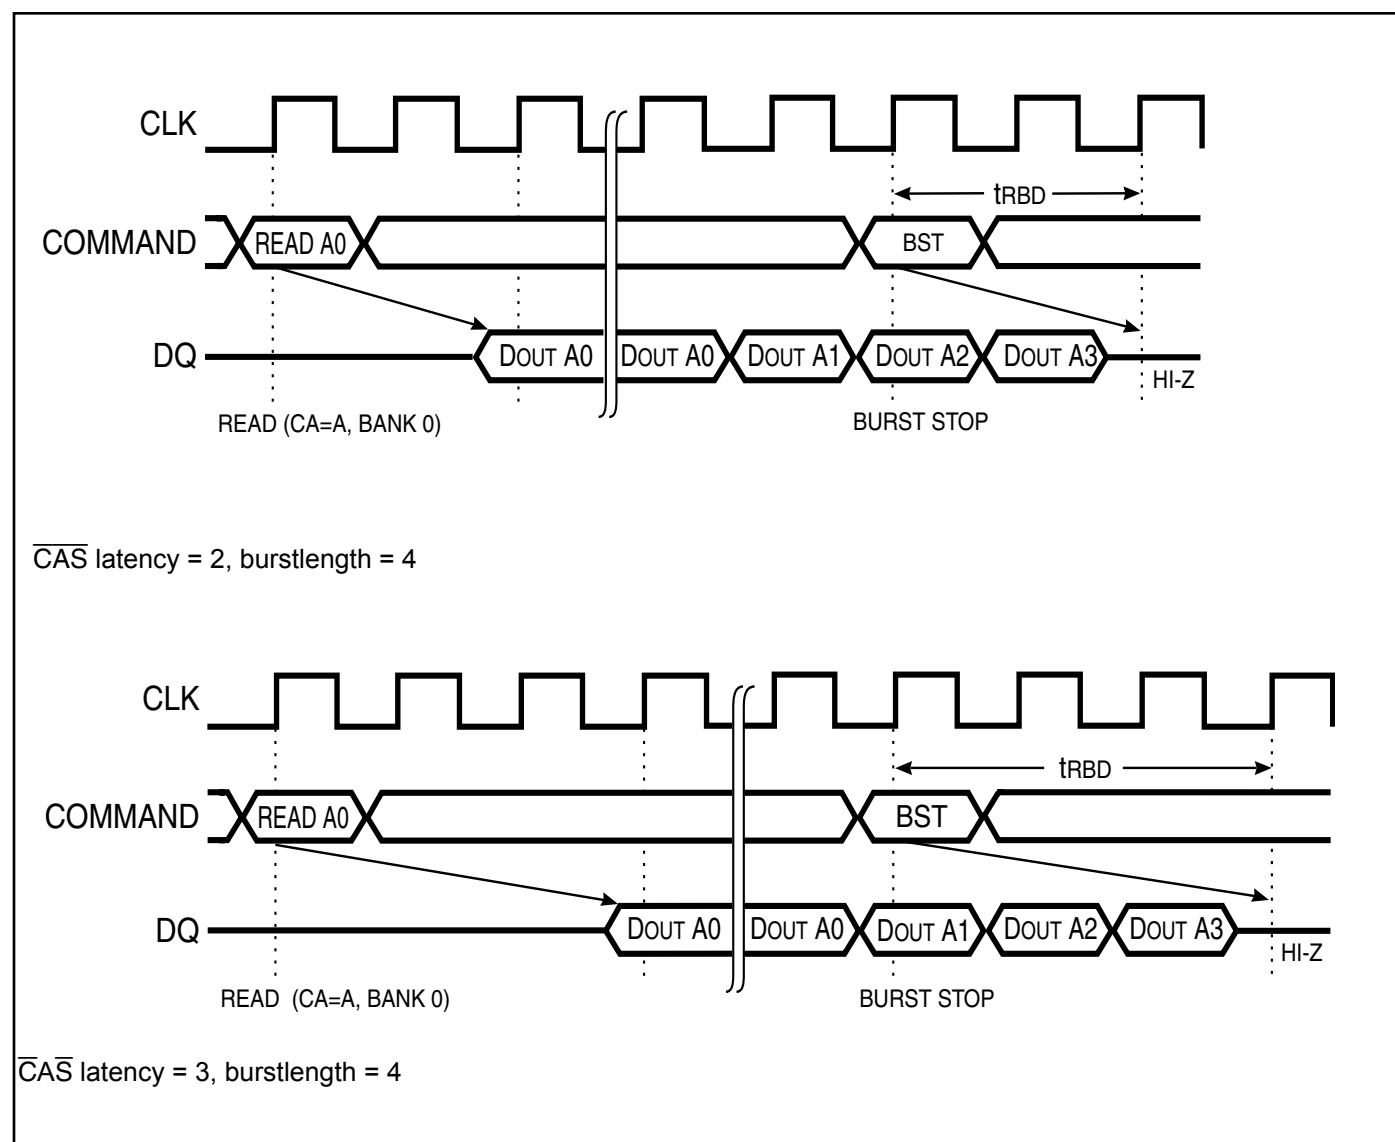 CLK
tRBD
COMMAND READ A0 BST
DQ DOUT A0 DOUT A0 DOUT A1 DOUT A2 DOUT A3
HI-Z
READ (CA=A, BANK 0) BURST STOP
CAS latency = 2, burstlength = 4
CLK
tRBD
COMMAND READ A0 BST
DQ DOUT A0 DOUT A0 DOUT A1 DOUT A2 DOUT A3
HI-Z
READ (CA=A, BANK 0) BURST STOP
CAS latency = 3, burstlength = 4